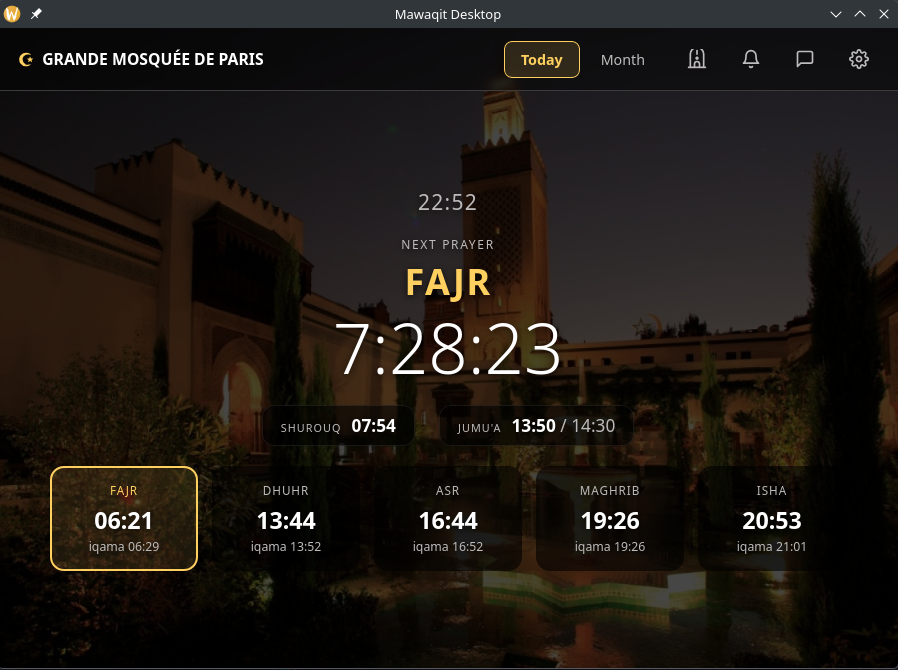 Mawaqit Desktop
GRANDE MOSQUÉE DE PARIS
Today
Month
22:52
NEXT PRAYER
FAJR
7:28:23
SHUROUQ 07:54
JUMU'A 13:50 / 14:30
FAJR
06:21
iqama 06:29
DHUHR
13:44
iqama 13:52
ASR
16:44
iqama 16:52
MAGHRIB
19:26
iqama 19:26
ISHA
20:53
iqama 21:01